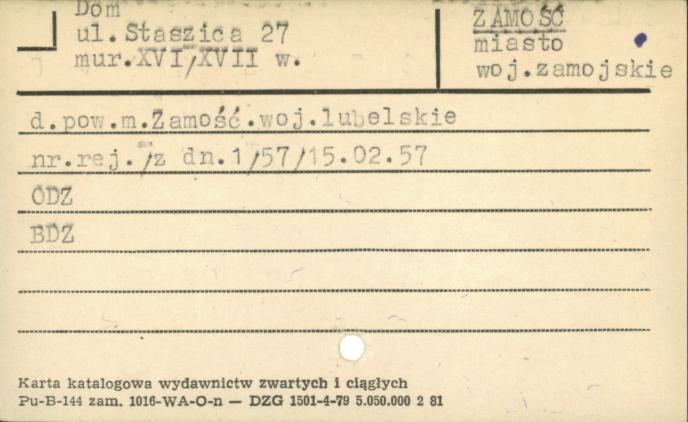 Dom
ul.Staszica 27
mur.XVI/XVII w.
ZAMOŚĆ
miasto
woj.zamojskie
d.pow.m.Zamość.woj.lubelskie
nr.rej./z dn.1/57/15.02.57
ODZ
BDZ
Karta katalogowa wydawnictw zwartych i ciągłych
Pu-B-144 zam. 1016-WA-O-n — DZG 1501-4-79 5.050.000 2 81